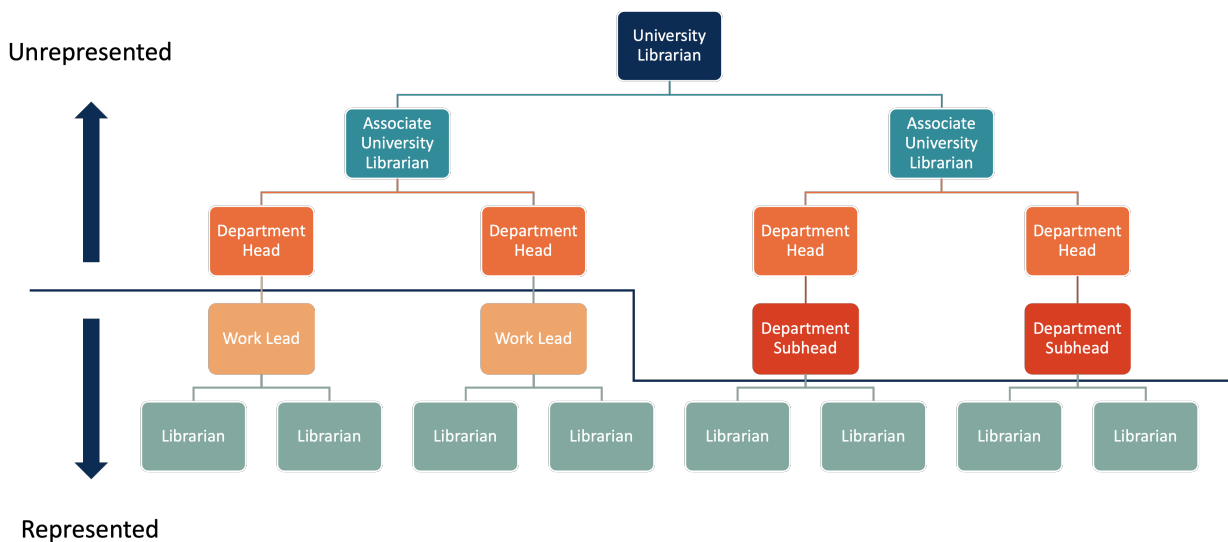 Unrepresented
University
Librarian
Associate
University
Librarian
Associate
University
Librarian
Department
Head
Department
Head
Department
Head
Department
Head
Work Lead
Work Lead
Department
Subhead
Department
Subhead
Librarian
Librarian
Librarian
Librarian
Librarian
Librarian
Librarian
Librarian
Represented